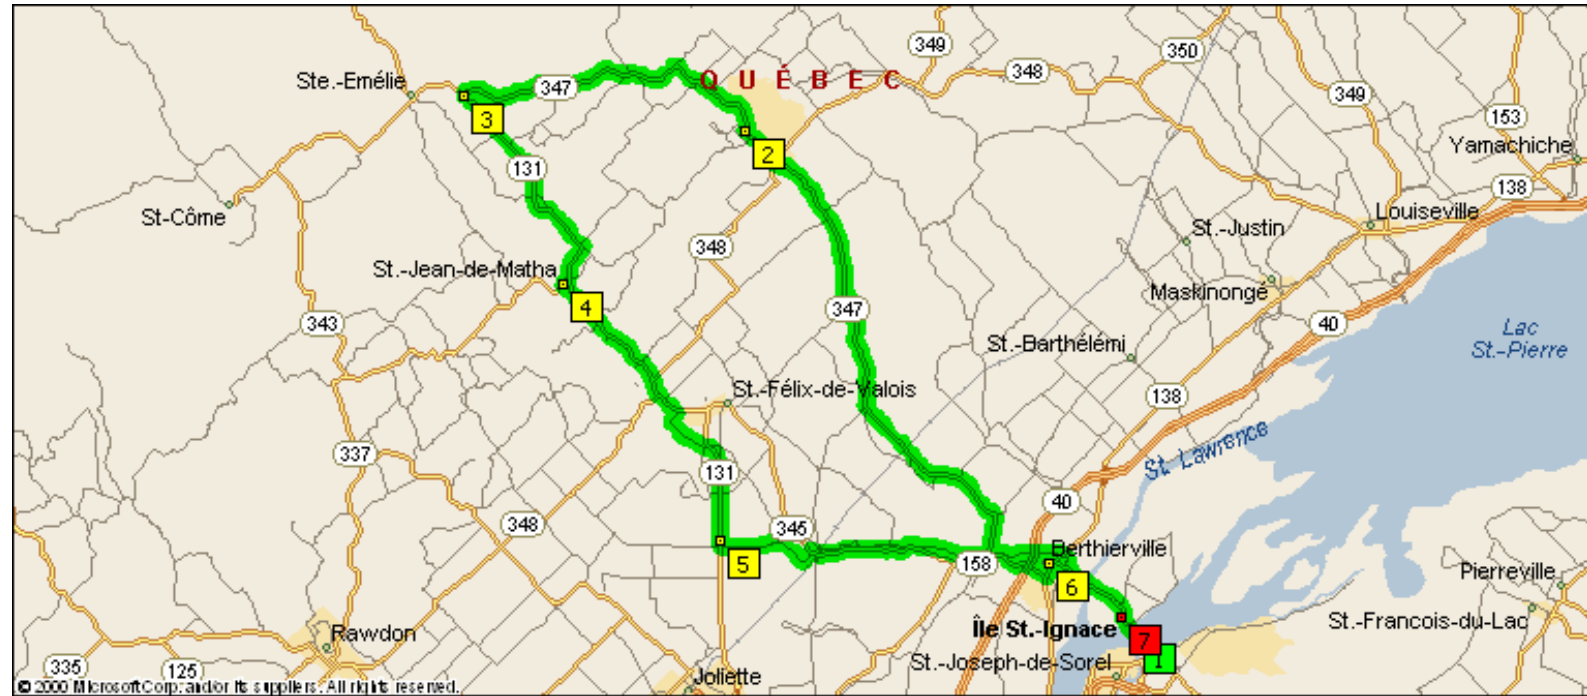 349
350
348
Ste.-Emélie
347
QUÉBEC
349
153
3
2
Yamachiche
131
138
St-Côme
Louiseville
St.-Justin
348
St.-Jean-de-Matha
Maskinongé
4
347
343
40
Lac
St.-Pierre
St.-Barthélémi
St.-Félix-de-Valois
138
St. Lawrence
337
131
40
348
345
5
158
Berthierville
6
Pierreville
Île St.-Ignace
St.-Francois-du-Lac
7
1
Rawdon
335
125
St.-Joseph-de-Sorel
Joliette
© 2000 Microsoft Corp. and/or its suppliers. All rights reserved.